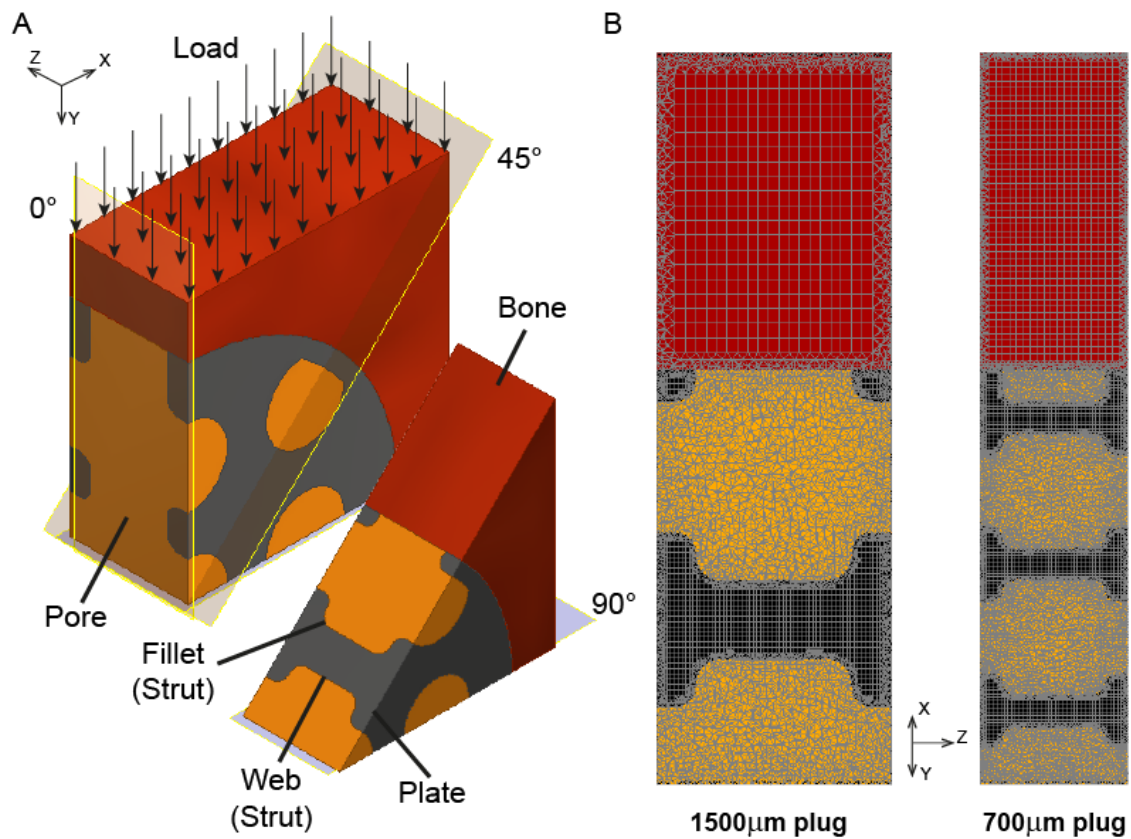 A
Z
X
Y
Load
0°
45°
Bone
Pore
90°
Fillet
(Strut)
Web
(Strut)
Plate
B
X
Z
Y
1500µm plug
700µm plug